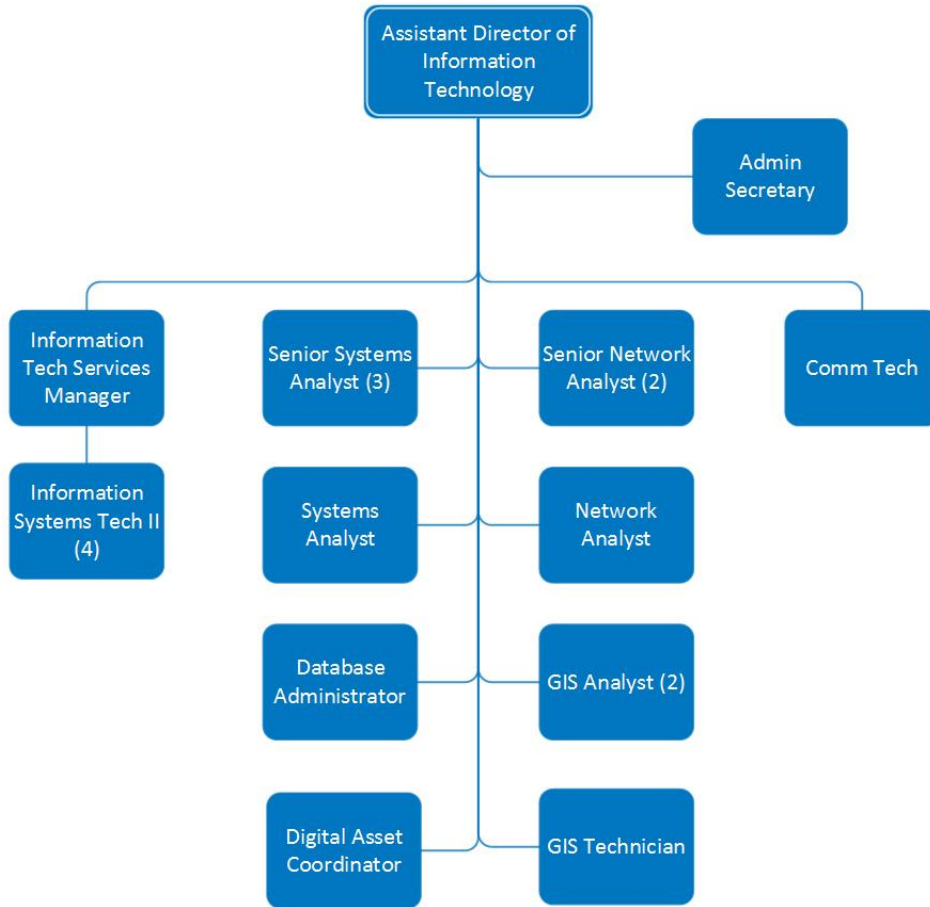 Assistant Director of
Information
Technology
Admin
Secretary
Information
Tech Services
Manager
Senior Systems
Analyst (3)
Senior Network
Analyst (2)
Comm Tech
Information
Systems Tech II
(4)
Systems
Analyst
Network
Analyst
Database
Administrator
GIS Analyst (2)
Digital Asset
Coordinator
GIS Technician